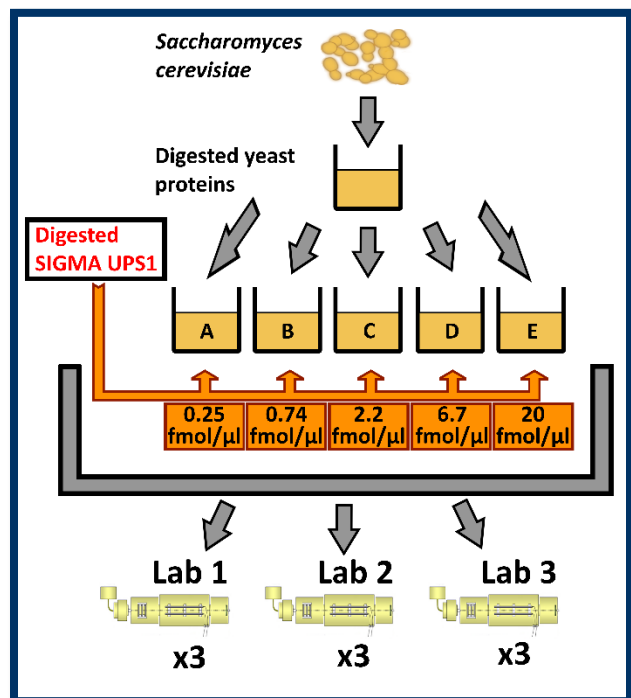 Saccharomyces
cerevisiae
Digested yeast
proteins
Digested
SIGMA UPS1
A B C D E
0.25 0.74 2.2 6.7 20
fmol/µl fmol/µl fmol/µl fmol/µl fmol/µl
Lab 1 Lab 2 Lab 3
x3 x3 x3